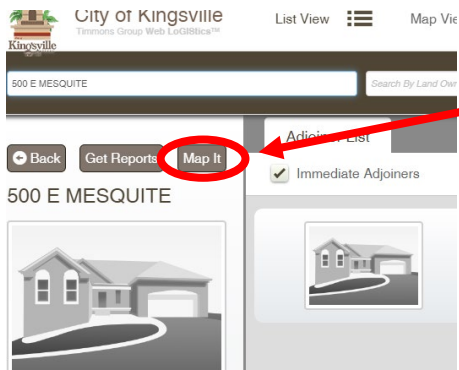 City of Kingsville
Timmons Group Web LoGIStics™
Kingsville
List View
Map Vie
500 E MESQUITE
Search By Land Own
Back
Get Reports
Map It
Adjoiner List
Immediate Adjoiners
500 E MESQUITE